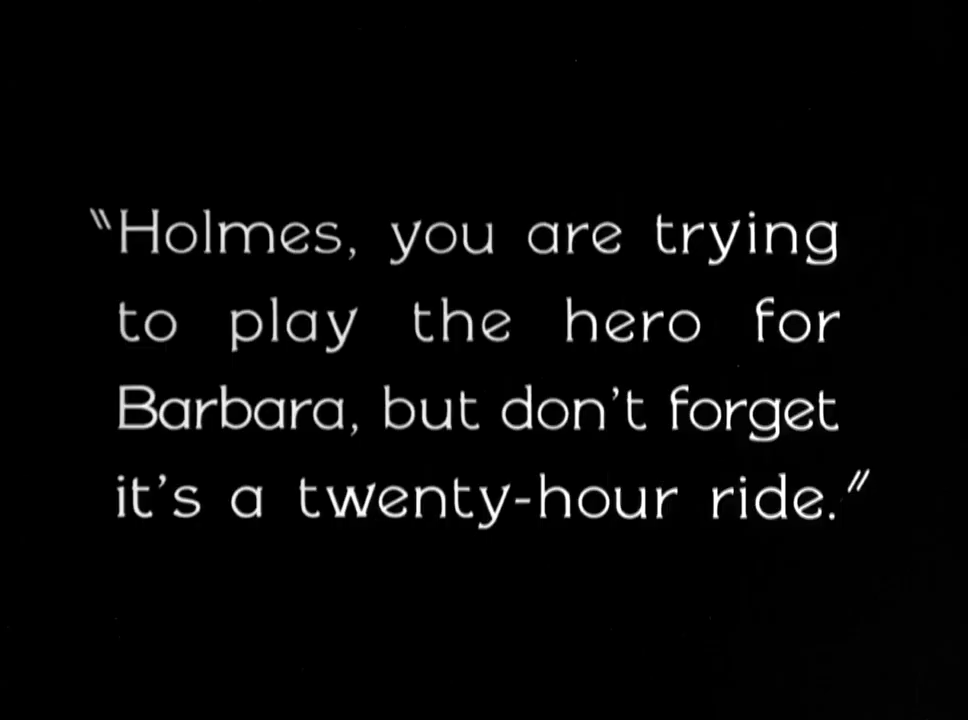 "Holmes, you are trying
to play the hero for
Barbara, but don't forget
it's a twenty-hour ride."